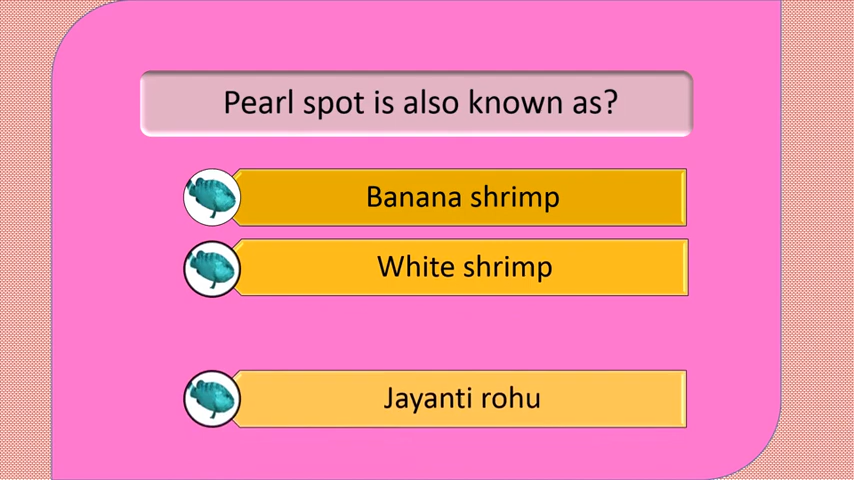 Pearl spot is also known as?
Banana shrimp
White shrimp
Jayanti rohu